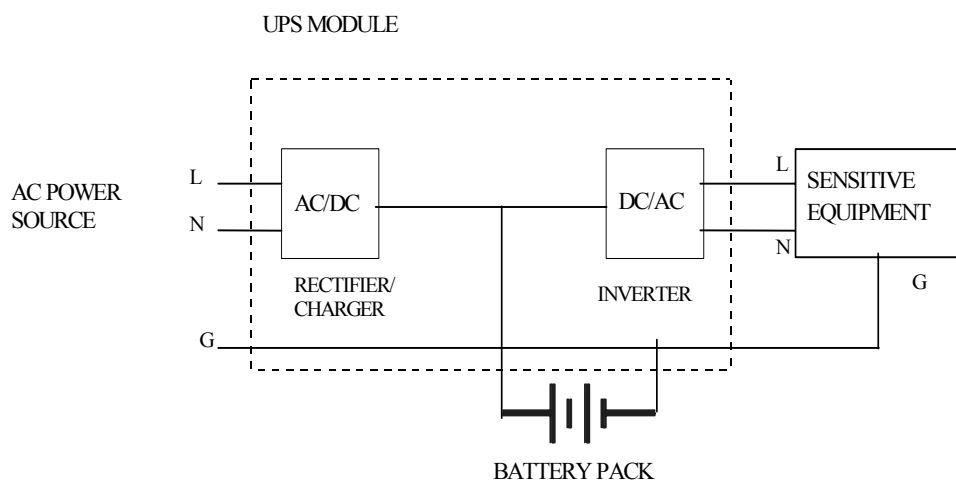 UPS MODULE
AC POWER
SOURCE
L
N
G
AC/DC
RECTIFIER/
CHARGER
DC/AC
INVERTER
L
N
SENSITIVE
EQUIPMENT
G
BATTERY PACK